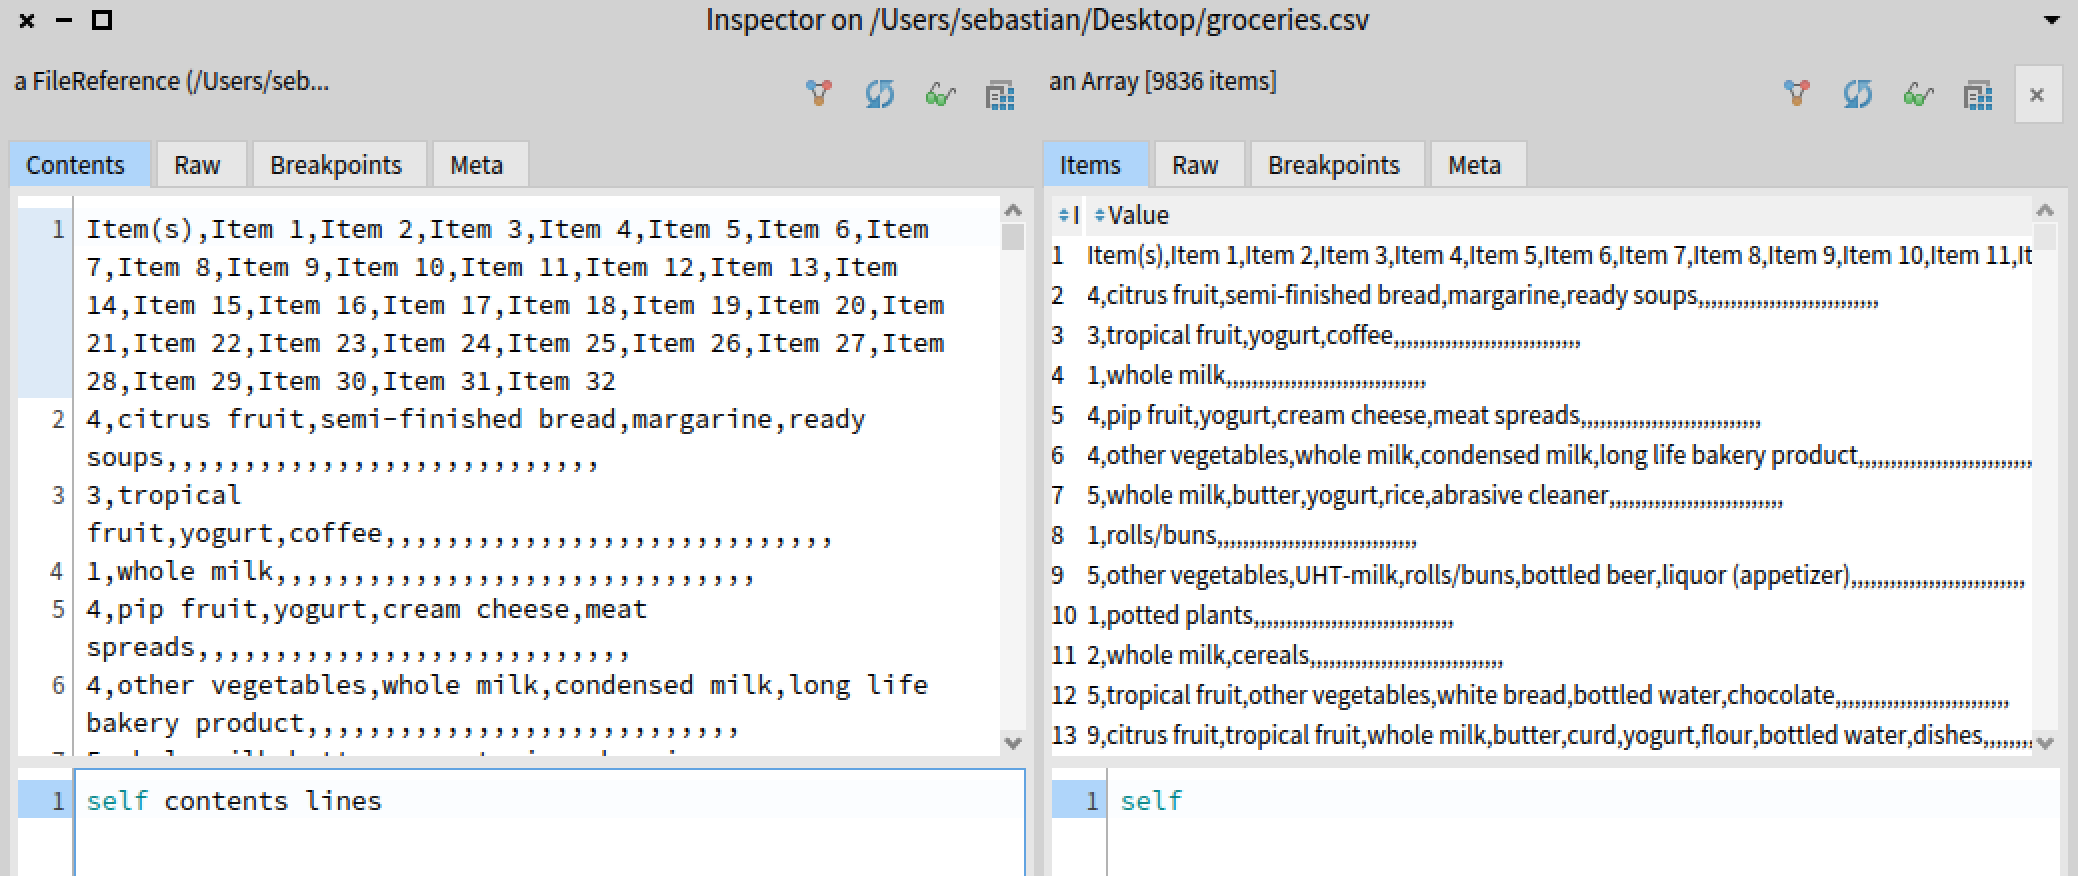 Inspector on /Users/sebastian/Desktop/groceries.csv
a FileReference (/Users/seb...
Contents
Raw
Breakpoints
Meta
1 Item(s),Item 1,Item 2,Item 3,Item 4,Item 5,Item 6,Item
7,Item 8,Item 9,Item 10,Item 11,Item 12,Item 13,Item
14,Item 15,Item 16,Item 17,Item 18,Item 19,Item 20,Item
21,Item 22,Item 23,Item 24,Item 25,Item 26,Item 27,Item
28,Item 29,Item 30,Item 31,Item 32
2 4,citrus fruit,semi-finished bread,margarine,ready
soups,,,,,,,,,,,,,,,,,,,,,,,,,,,,
3 3,tropical
fruit,yogurt,coffee,,,,,,,,,,,,,,,,,,,,,,,,,,,,,
4 1,whole milk,,,,,,,,,,,,,,,,,,,,,,,,,,,,,,,
5 4,pip fruit,yogurt,cream cheese,meat
spreads,,,,,,,,,,,,,,,,,,,,,,,,,,,,
6 4,other vegetables,whole milk,condensed milk,long life
bakery product,,,,,,,,,,,,,,,,,,,,,,,,,,,,
1 self contents lines
an Array [9836 items]
Items
Raw
Breakpoints
Meta
I Value
1 Item(s),Item 1,Item 2,Item 3,Item 4,Item 5,Item 6,Item 7,Item 8,Item 9,Item 10,Item 11,It
2 4,citrus fruit,semi-finished bread,margarine,ready soups,,,,,,,,,,,,,,,,,,,,,,,,,,,,
3 3,tropical fruit,yogurt,coffee,,,,,,,,,,,,,,,,,,,,,,,,,,,,,
4 1,whole milk,,,,,,,,,,,,,,,,,,,,,,,,,,,,,,,
5 4,pip fruit,yogurt,cream cheese,meat spreads,,,,,,,,,,,,,,,,,,,,,,,,,,,,
6 4,other vegetables,whole milk,condensed milk,long life bakery product,,,,,,,,,,,,,,,,,,,,,,,,,,,
7 5,whole milk,butter,yogurt,rice,abrasive cleaner,,,,,,,,,,,,,,,,,,,,,,,,,,,
8 1,rolls/buns,,,,,,,,,,,,,,,,,,,,,,,,,,,,,,,
9 5,other vegetables,UHT-milk,rolls/buns,bottled beer,liquor (appetizer),,,,,,,,,,,,,,,,,,,,,,,,,,,
10 1,potted plants,,,,,,,,,,,,,,,,,,,,,,,,,,,,,,,
11 2,whole milk,cereals,,,,,,,,,,,,,,,,,,,,,,,,,,,,,,
12 5,tropical fruit,other vegetables,white bread,bottled water,chocolate,,,,,,,,,,,,,,,,,,,,,,,,,,,
13 9,citrus fruit,tropical fruit,whole milk,butter,curd,yogurt,flour,bottled water,dishes,,,,,,,,
1 self